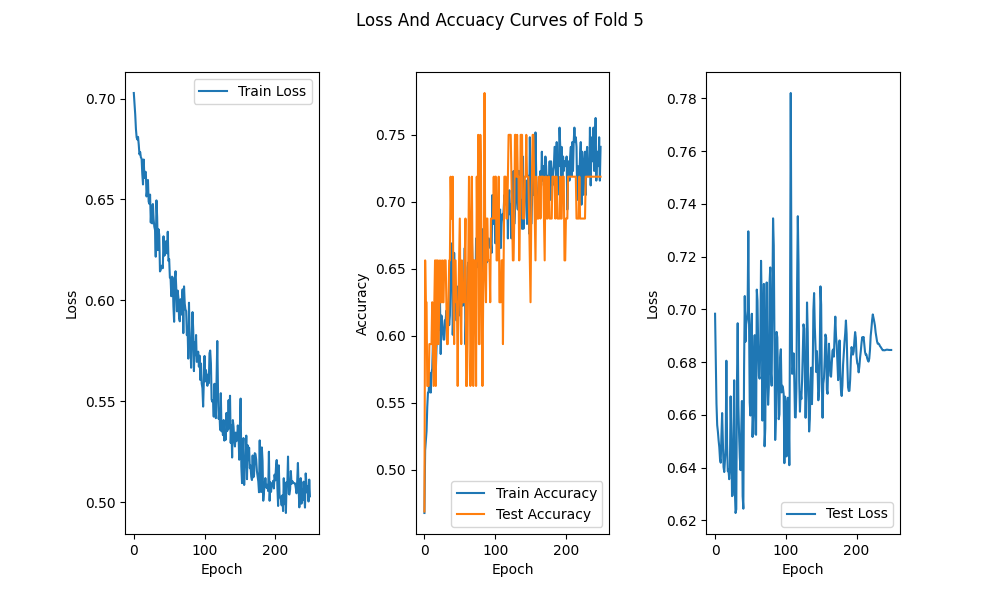 Loss And Accuacy Curves of Fold 5
Loss
0.70
0.65
0.60
0.55
0.50
Train Loss
0 100 200
Epoch
Accuracy
0.75
0.70
0.65
0.60
0.55
0.50
Train Accuracy
Test Accuracy
0 100 200
Epoch
Loss
0.78
0.76
0.74
0.72
0.70
0.68
0.66
0.64
0.62
Test Loss
0 100 200
Epoch